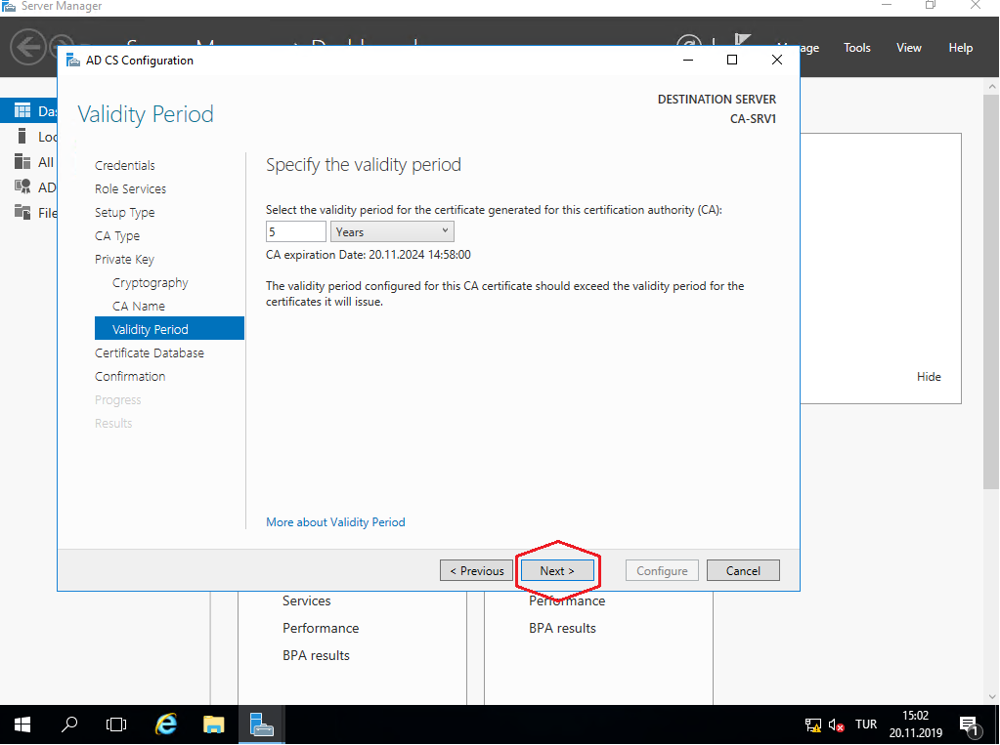 Server Manager
Manage
Tools
View
Help
AD CS Configuration
Validity Period
DESTINATION SERVER
CA-SRV1
All
AD
File
Credentials
Role Services
Setup Type
CA Type
Private Key
Cryptography
CA Name
Validity Period
Certificate Database
Confirmation
Progress
Results
Specify the validity period
Select the validity period for the certificate generated for this certification authority (CA):
5 Years
CA expiration Date: 20.11.2024 14:58:00
The validity period configured for this CA certificate should exceed the validity period for the
certificates it will issue.
More about Validity Period
Hide
< Previous Next > Configure Cancel
Services
Performance
BPA results
Performance
BPA results
TUR
15:02
20.11.2019
1